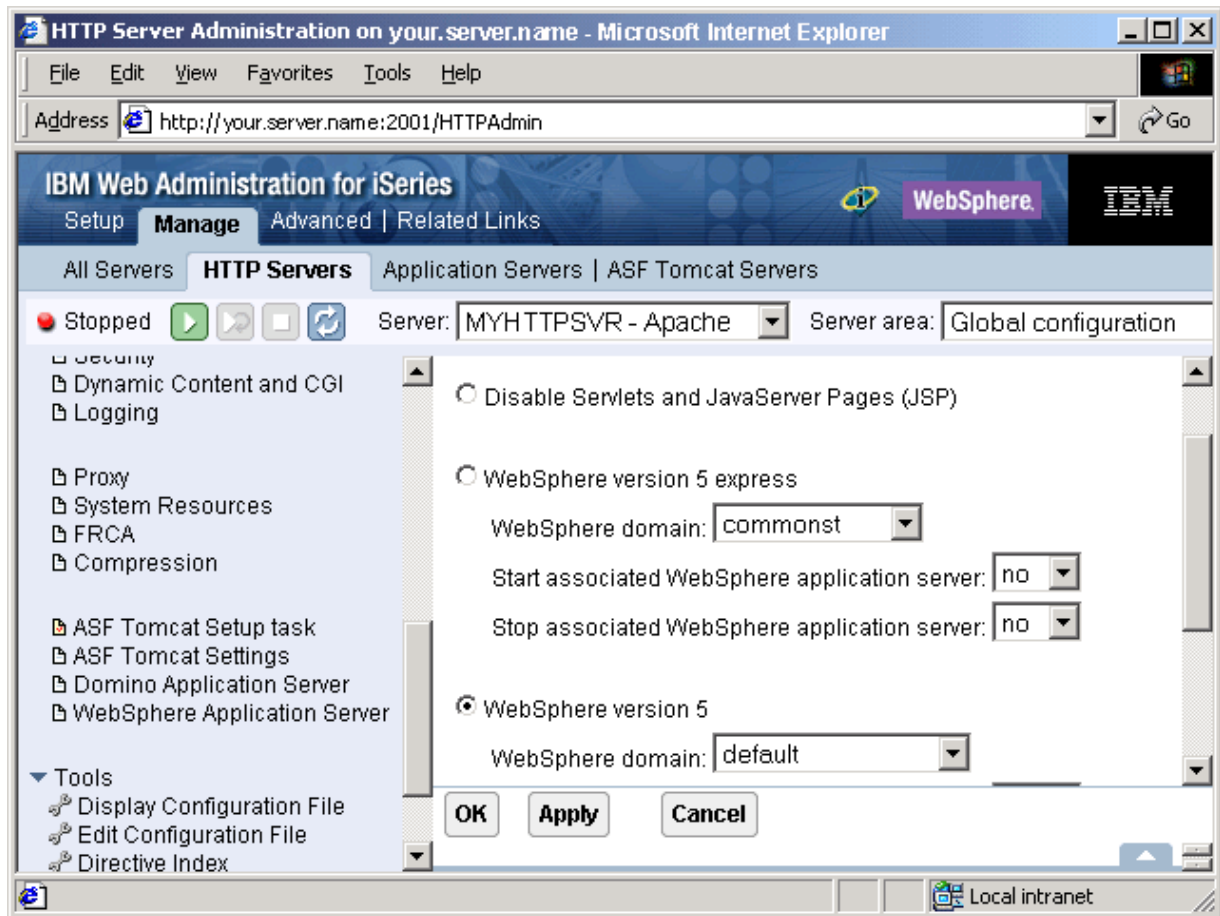 HTTP Server Administration on your.server.name - Microsoft Internet Explorer
File Edit View Favorites Tools Help
Address http://your.server.name:2001/HTTPAdmin Go
IBM Web Administration for iSeries
WebSphere.
IBM
Setup Manage Advanced | Related Links
All Servers HTTP Servers Application Servers | ASF Tomcat Servers
Stopped Server: MYHTTPSVR - Apache Server area: Global configuration
Security
Dynamic Content and CGI
Logging
Proxy
System Resources
FRCA
Compression
ASF Tomcat Setup task
ASF Tomcat Settings
Domino Application Server
WebSphere Application Server
Tools
Display Configuration File
Edit Configuration File
Directive Index
Disable Servlets and JavaServer Pages (JSP)
WebSphere version 5 express
WebSphere domain: commonst
Start associated WebSphere application server: no
Stop associated WebSphere application server: no
WebSphere version 5
WebSphere domain: default
OK Apply Cancel
Local intranet